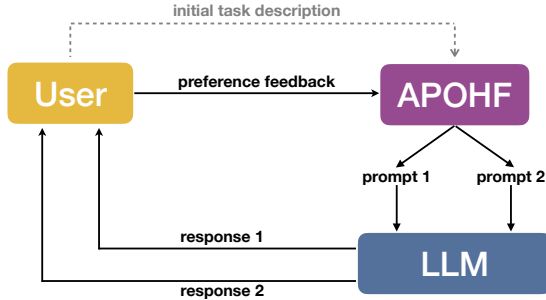 initial task description
User
preference feedback
APOHF
prompt 1
prompt 2
response 1
LLM
response 2